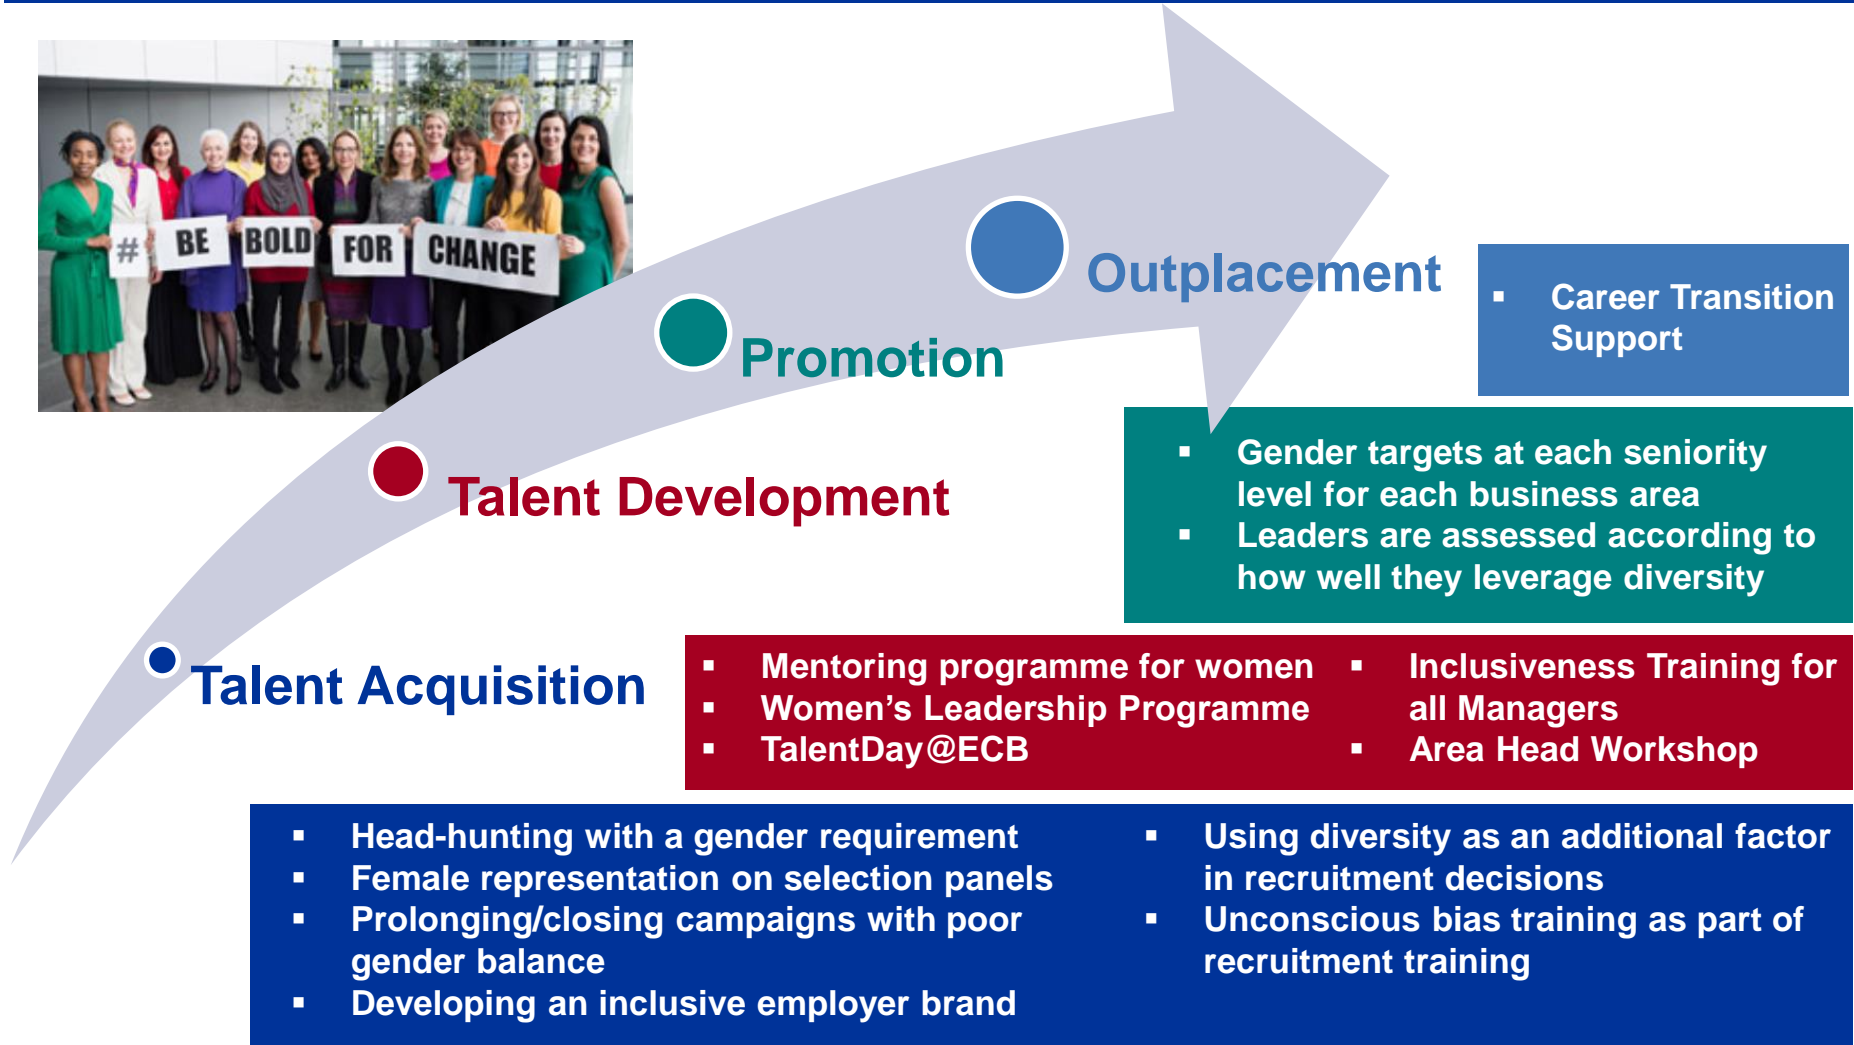 # BE BOLD FOR CHANGE
Outplacement
▪ Career Transition
Support
Promotion
▪ Gender targets at each seniority
level for each business area
▪ Leaders are assessed according to
how well they leverage diversity
Talent Development
Talent Acquisition
▪ Mentoring programme for women
▪ Women’s Leadership Programme
▪ TalentDay@ECB
▪ Inclusiveness Training for
all Managers
▪ Area Head Workshop
▪ Head-hunting with a gender requirement
▪ Female representation on selection panels
▪ Prolonging/closing campaigns with poor
gender balance
▪ Developing an inclusive employer brand
▪ Using diversity as an additional factor
in recruitment decisions
▪ Unconscious bias training as part of
recruitment training